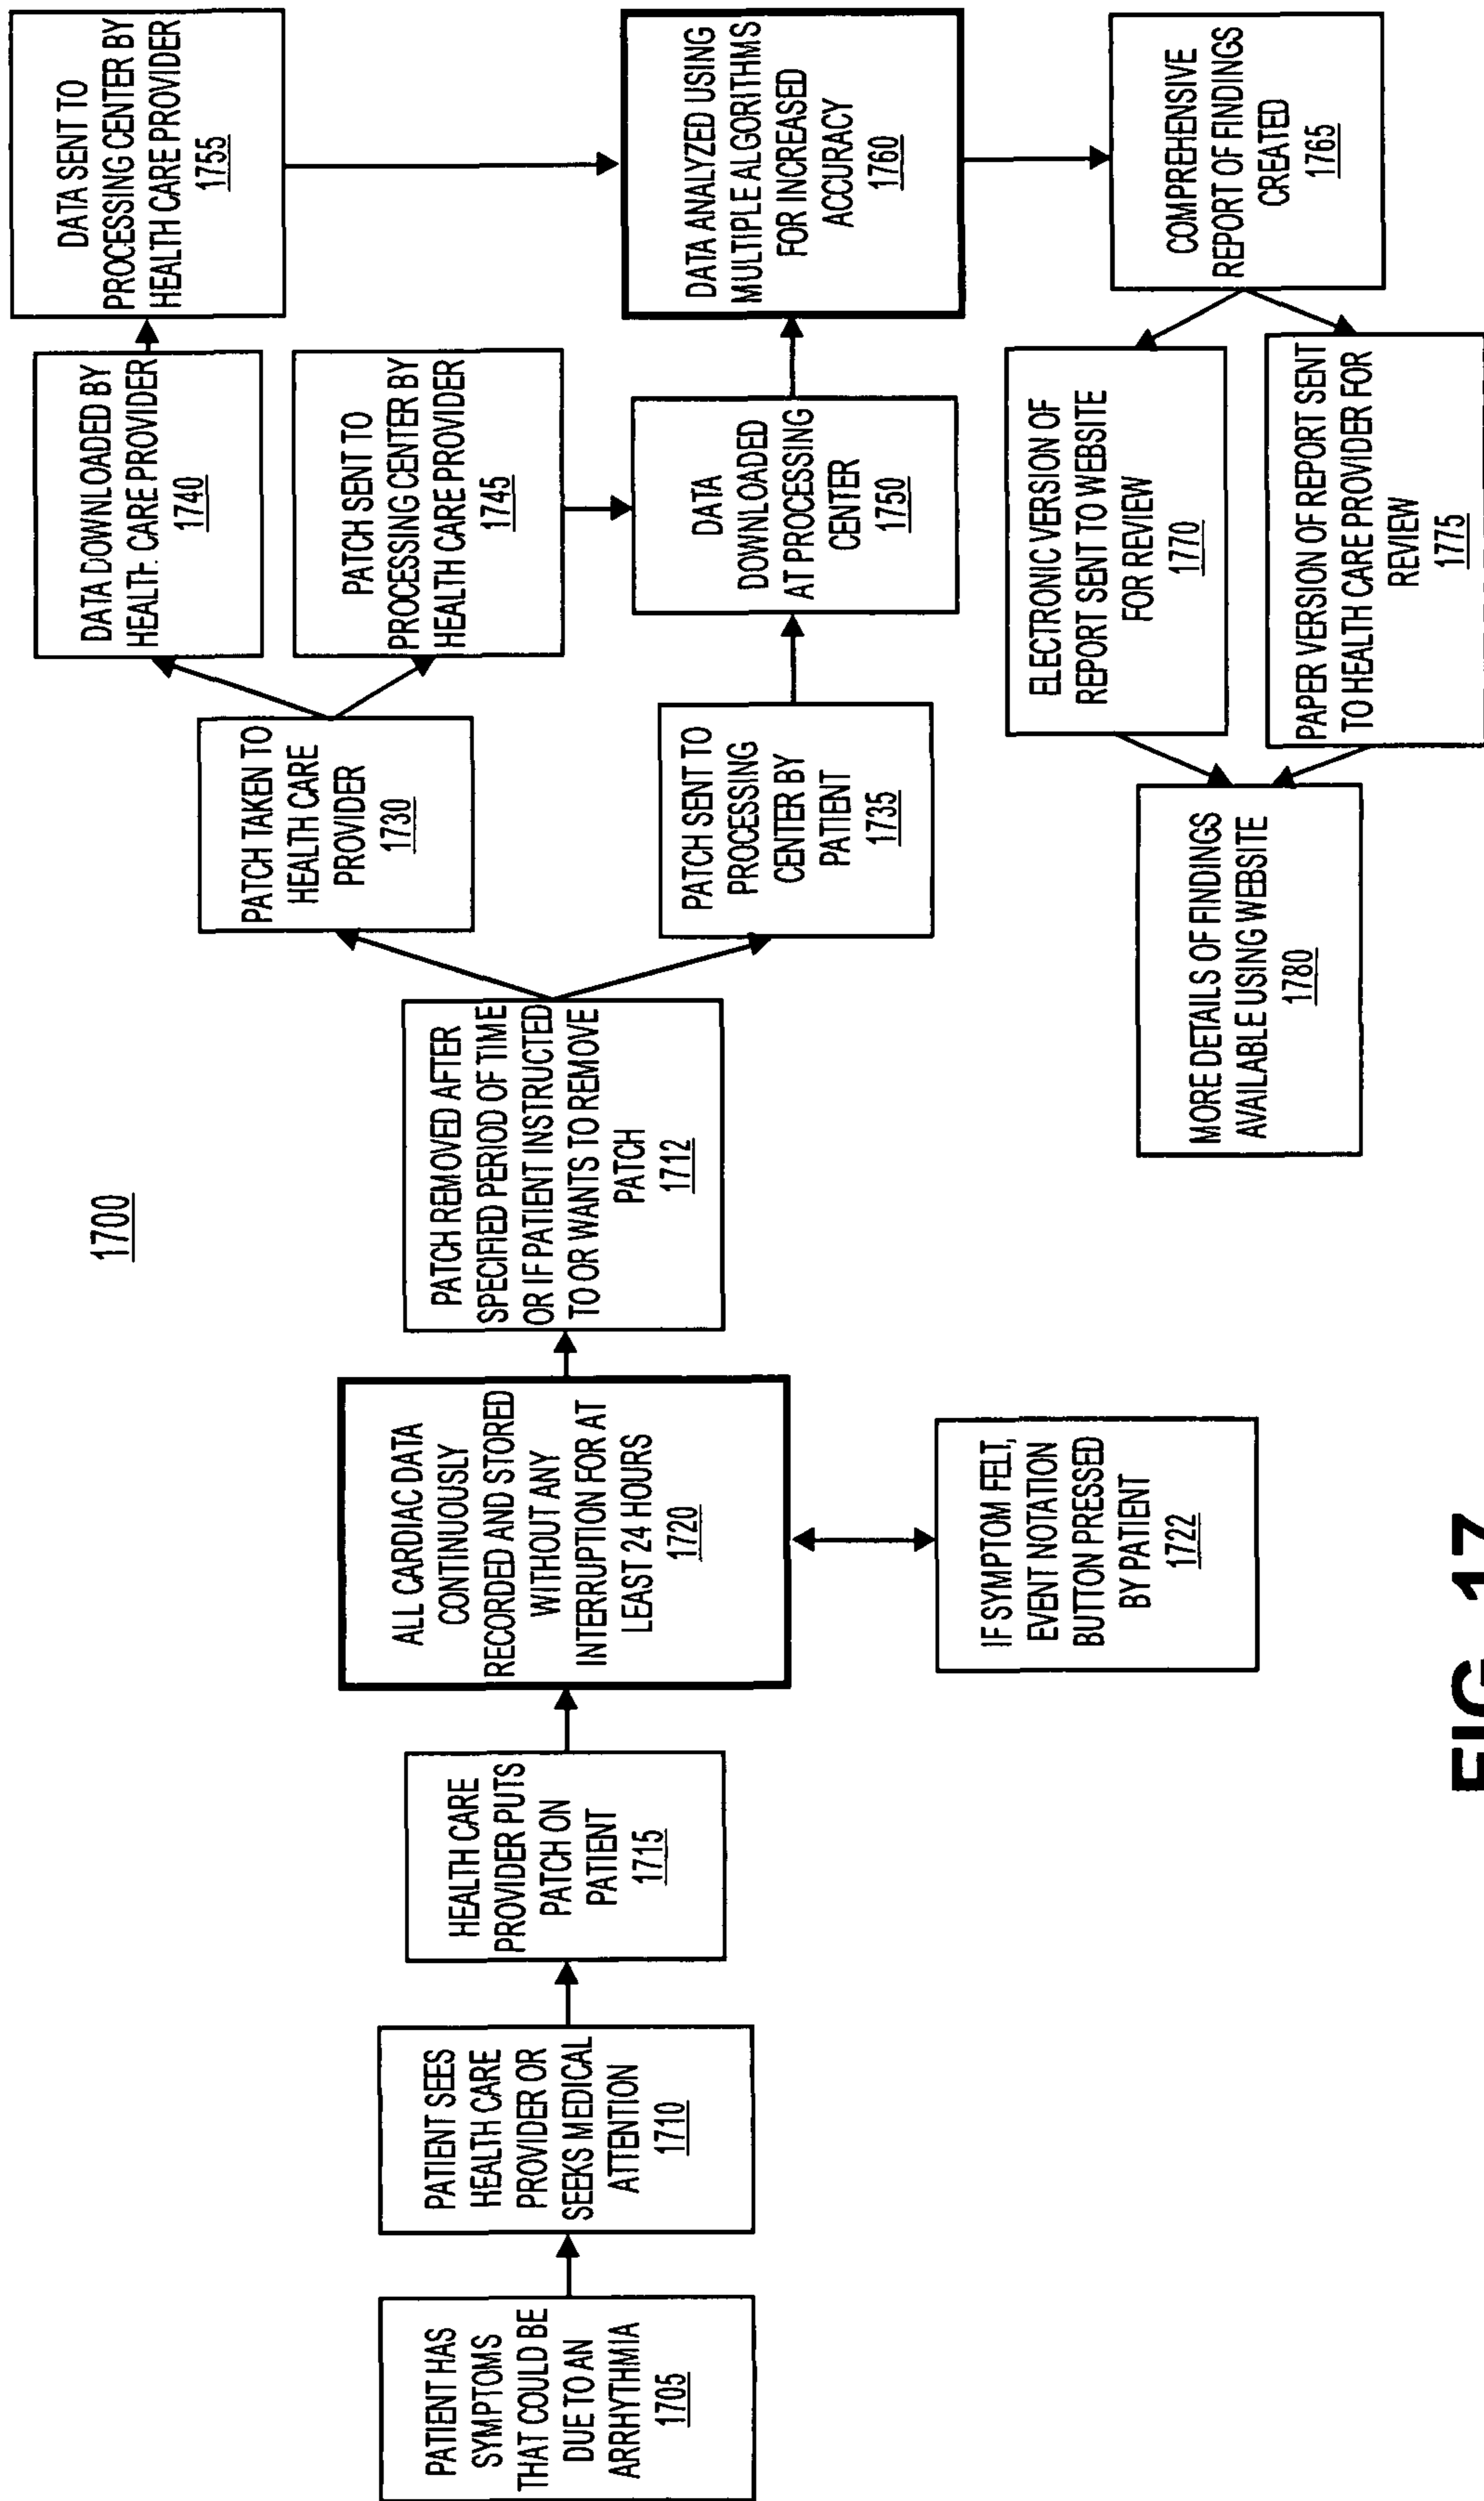 1700
PATIENT HAS
SYMPTOMS
THAT COULD BE
DUE TO AN
ARRHYTHMIA
1705
PATIENT SEES
HEALTH CARE
PROVIDER OR
SEEKS MEDICAL
ATTENTION
1710
HEALTH CARE
PROVIDER PUTS
PATCH ON
PATIENT
1715
ALL CARDIAC DATA
CONTINUOUSLY
RECORDED AND STORED
WITHOUT ANY
INTERRUPTION FOR AT
LEAST 24 HOURS
1720
IF SYMPTOM FELT,
EVENT NOTATION
BUTTON PRESSED
BY PATIENT
1722
PATCH REMOVED AFTER
SPECIFIED PERIOD OF TIME
OR IF PATIENT INSTRUCTED
TO OR WANTS TO REMOVE
PATCH
1712
PATCH TAKEN TO
HEALTH CARE
PROVIDER
1730
PATCH SENT TO
PROCESSING
CENTER BY
PATIENT
1735
DATA DOWNLOADED BY
HEALTH. CARE PROVIDER
1740
PATCH SENT TO
PROCESSING CENTER BY
HEALTH CARE PROVIDER
1745
DATA
DOWNLOADED
AT PROCESSING
CENTER
1750
DATA SENT TO
PROCESSING CENTER BY
HEALTH CARE PROVIDER
1755
DATA ANALYZED USING
MULTIPLE ALGORITHMS
FOR INCREASED
ACCURACY
1760
COMPREHENSIVE
REPORT OF FINDINGS
CREATED
1765
ELECTRONIC VERSION OF
REPORT SENT TO WEBSITE
FOR REVIEW
1770
PAPER VERSION OF REPORT SENT
TO HEALTH CARE PROVIDER FOR
REVIEW
1775
MORE DETAILS OF FINDINGS
AVAILABLE USING WEBSITE
1780
FIG. 17